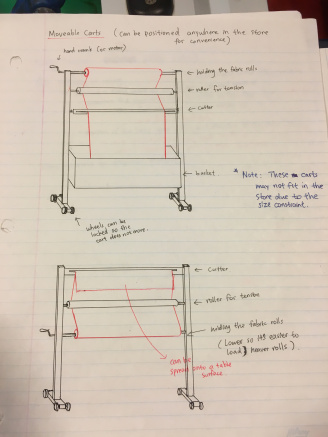 Moveable Carts (can be positioned anywhere in the store
for convenience)
hand crank (or motor)
← holding the fabric rolls
← roller for tension
← cutter
← basket
* Note: These carts
may not fit in the
store due to the
size constraint.
wheels can be
locked so the
cart does not move.
← cutter
← roller for tension
← holding the fabric rolls
(Lower so it's easier to
load heavier rolls)
can be
spread onto a table
surface.